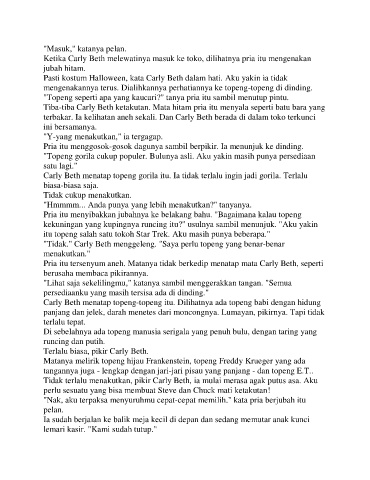 "Masuk," katanya pelan.
Ketika Carly Beth melewatinya masuk ke toko, dilihatnya pria itu mengenakan
jubah hitam.
Pasti kostum Halloween, kata Carly Beth dalam hati. Aku yakin ia tidak
mengenakannya terus. Dialihkannya perhatiannya ke topeng-topeng di dinding.
"Topeng seperti apa yang kaucari?" tanya pria itu sambil menutup pintu.
Tiba-tiba Carly Beth ketakutan. Mata hitam pria itu menyala seperti batu bara yang
terbakar. Ia kelihatan aneh sekali. Dan Carly Beth berada di dalam toko terkunci
ini bersamanya.
"Y-yang menakutkan," ia tergagap.
Pria itu menggosok-gosok dagunya sambil berpikir. Ia menunjuk ke dinding.
"Topeng gorila cukup populer. Bulunya asli. Aku yakin masih punya persediaan
satu lagi."
Carly Beth menatap topeng gorila itu. Ia tidak terlalu ingin jadi gorila. Terlalu
biasa-biasa saja.
Tidak cukup menakutkan.
"Hmmmm... Anda punya yang lebih menakutkan?" tanyanya.
Pria itu menyibakkan jubahnya ke belakang bahu. "Bagaimana kalau topeng
kekuningan yang kupingnya runcing itu?" usulnya sambil menunjuk. "Aku yakin
itu topeng salah satu tokoh Star Trek. Aku masih punya beberapa."
"Tidak." Carly Beth menggeleng. "Saya perlu topeng yang benar-benar
menakutkan."
Pria itu tersenyum aneh. Matanya tidak berkedip menatap mata Carly Beth, seperti
berusaha membaca pikirannya.
"Lihat saja sekelilingmu," katanya sambil menggerakkan tangan. "Semua
persediaanku yang masih tersisa ada di dinding."
Carly Beth menatap topeng-topeng itu. Dilihatnya ada topeng babi dengan hidung
panjang dan jelek, darah menetes dari moncongnya. Lumayan, pikirnya. Tapi tidak
terlalu tepat.
Di sebelahnya ada topeng manusia serigala yang penuh bulu, dengan taring yang
runcing dan putih.
Terlalu biasa, pikir Carly Beth.
Matanya melirik topeng hijau Frankenstein, topeng Freddy Krueger yang ada
tangannya juga - lengkap dengan jari-jari pisau yang panjang - dan topeng E.T..
Tidak terlalu menakutkan, pikir Carly Beth, ia mulai merasa agak putus asa. Aku
perlu sesuatu yang bisa membuat Steve dan Chuck mati ketakutan!
"Nak, aku terpaksa menyuruhmu cepat-cepat memilih." kata pria berjubah itu
pelan.
Ia sudah berjalan ke balik meja kecil di depan dan sedang memutar anak kunci
lemari kasir. "Kami sudah tutup."